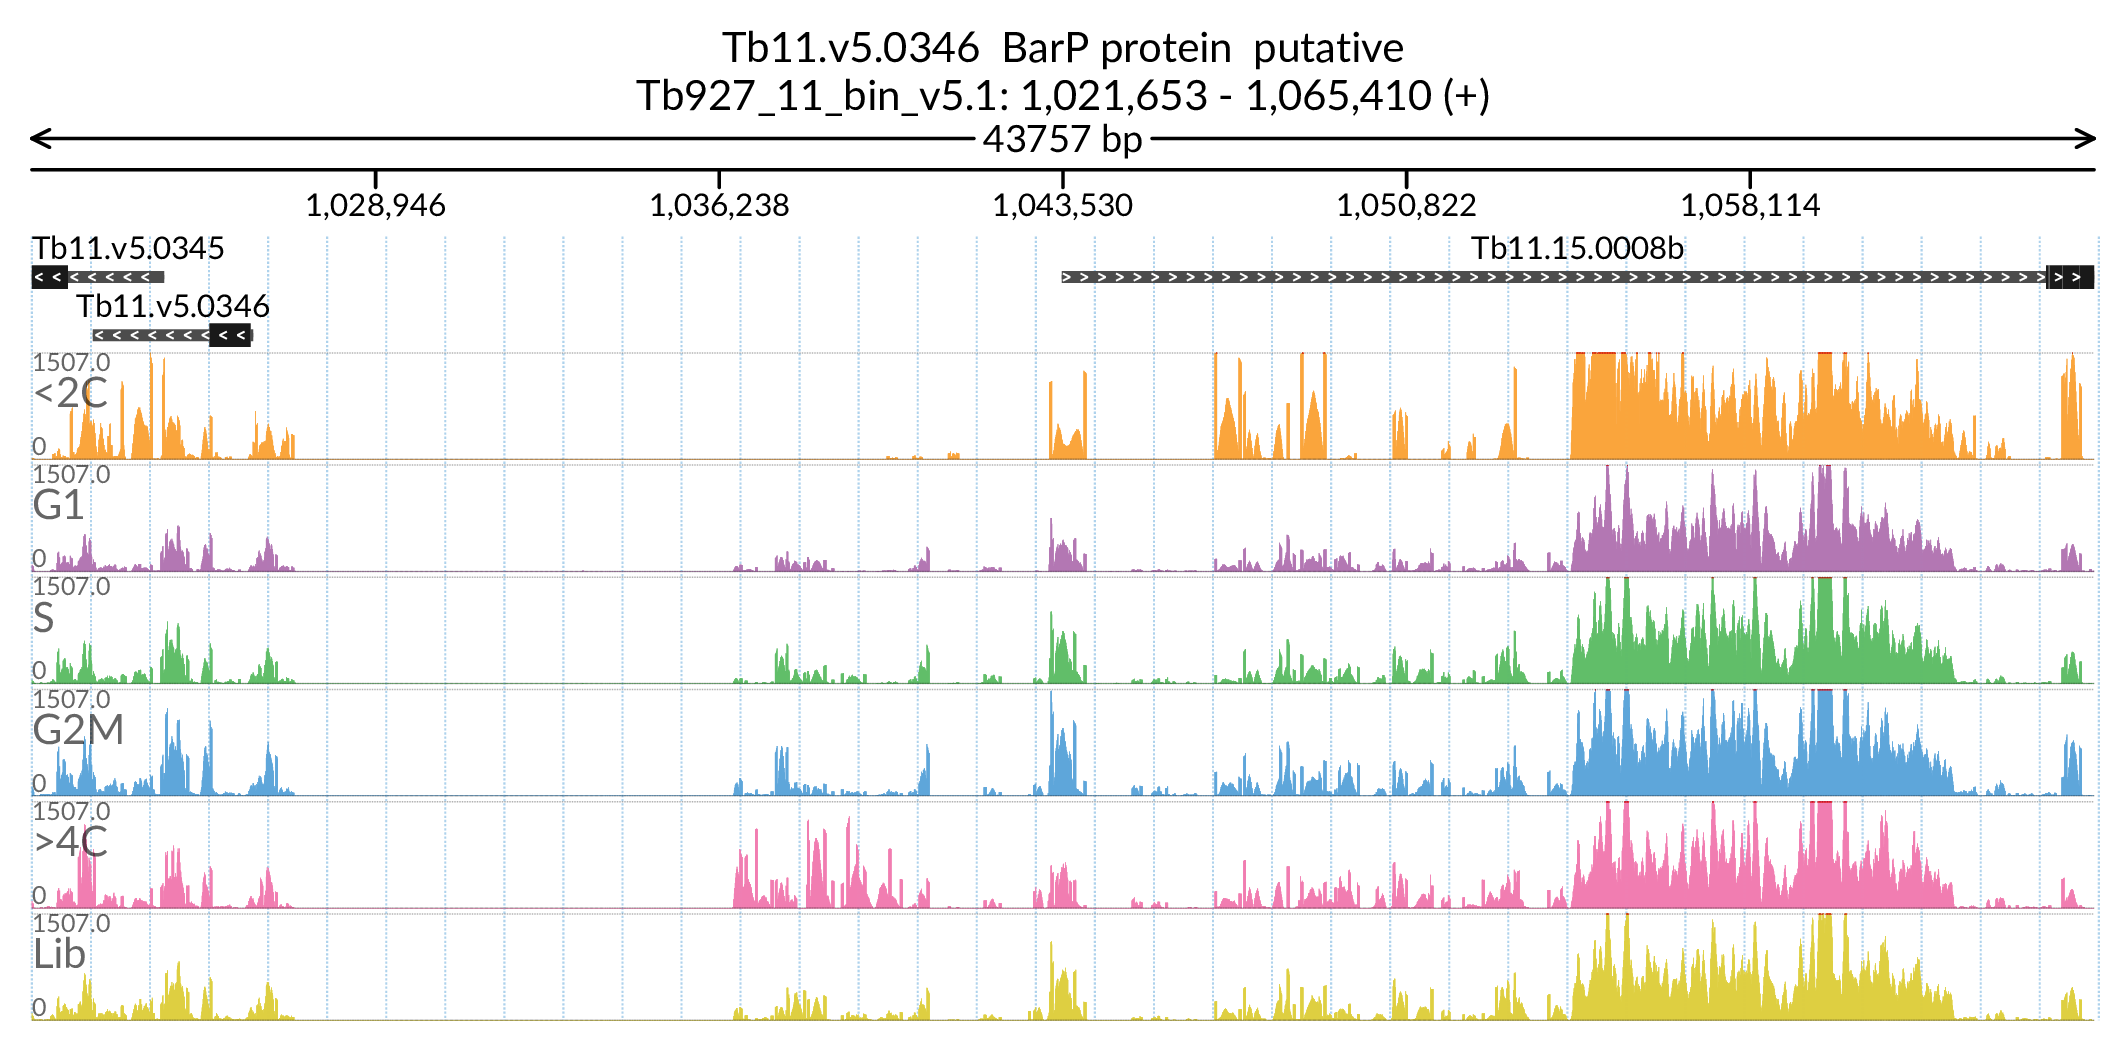 Tb11.v5.0346  BarP protein  putative
Tb927_11_bin_v5.1: 1,021,653 - 1,065,410 (+)
43757 bp
1,028,946 1,036,238 1,043,530 1,050,822 1,058,114
Tb11.v5.0345 Tb11.15.0008b
Tb11.v5.0346
1507.0
<2C
0
1507.0
G1
0
1507.0
S
0
1507.0
G2M
0
1507.0
>4C
0
1507.0
Lib
0